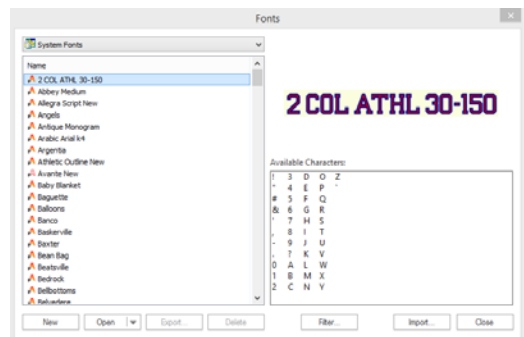 Fonts
System Fonts
Name
2 COL ATHL 30-150
Abbey Medium
Allegra Script New
Angels
Antique Monogram
Arabic Arial k4
Argentia
Athletic Outline New
Avante New
Baby Blanket
Baguette
Balloons
Banco
Baskerville
Baxter
Bean Bag
Beatsville
Bedrock
Bellbottoms
Belvedere
2 COL ATHL 30-150
Available Characters:
! 3 D O Z
" 4 E P `
# 5 F Q
& 6 G R
' 7 H S
, 8 I T
- 9 J U
. ? K V
0 A L W
1 B M X
2 C N Y
New Open Export... Delete Filter... Import... Close